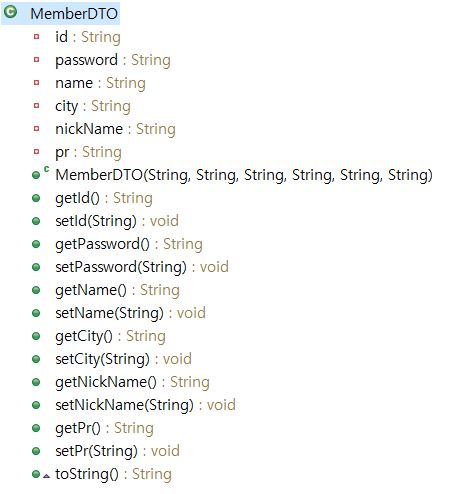 MemberDTO
id : String
password : String
name : String
city : String
nickName : String
pr : String
MemberDTO(String, String, String, String, String, String)
getId() : String
setId(String) : void
getPassword() : String
setPassword(String) : void
getName() : String
setName(String) : void
getCity() : String
setCity(String) : void
getNickName() : String
setNickName(String) : void
getPr() : String
setPr(String) : void
toString() : String